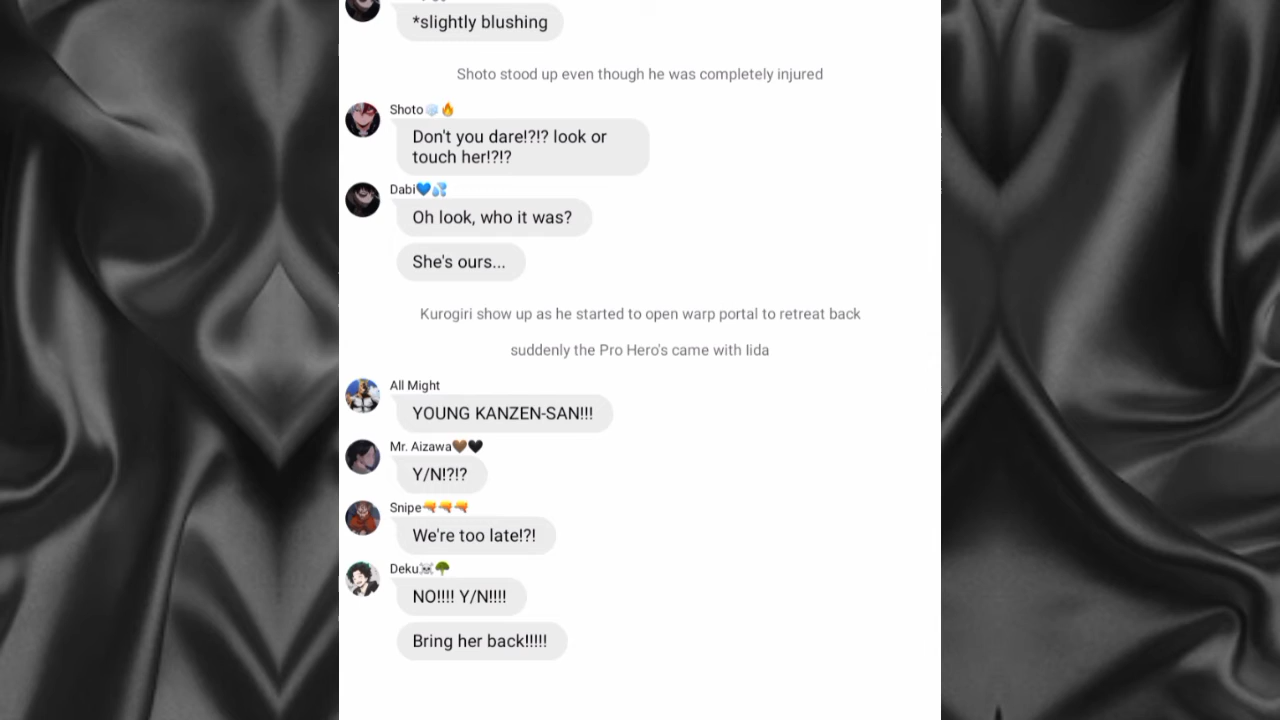 *slightly blushing
Shoto stood up even though he was completely injured
Shoto🧊🔥
Don't you dare!?!? look or
touch her!?!?
Dabi💙💦
Oh look, who it was?
She's ours...
Kurogiri show up as he started to open warp portal to retreat back
suddenly the Pro Hero's came with Iida
All Might
YOUNG KANZEN-SAN!!!
Mr. Aizawa🤎🖤
Y/N!?!?
Snipe🔫🔫🔫
We're too late!?!
Deku☠️🌳
NO!!!! Y/N!!!!
Bring her back!!!!!